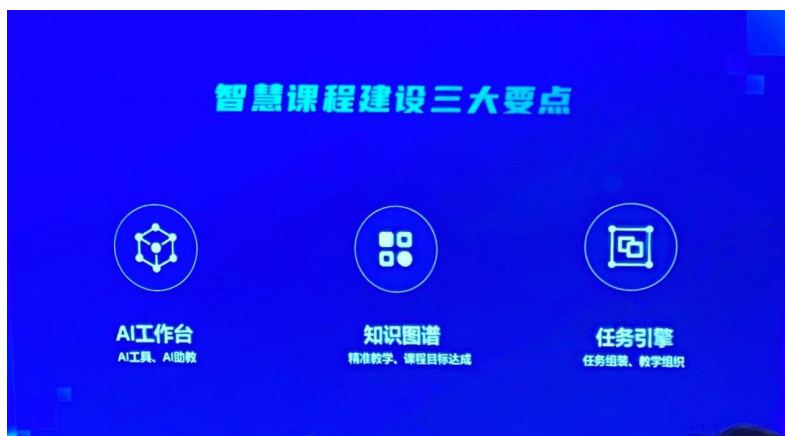 智慧课程建设三大要点
AI工作台
AI工具、AI助教
知识图谱
精准教学、课程目标达成
任务引擎
任务组装、教学组织